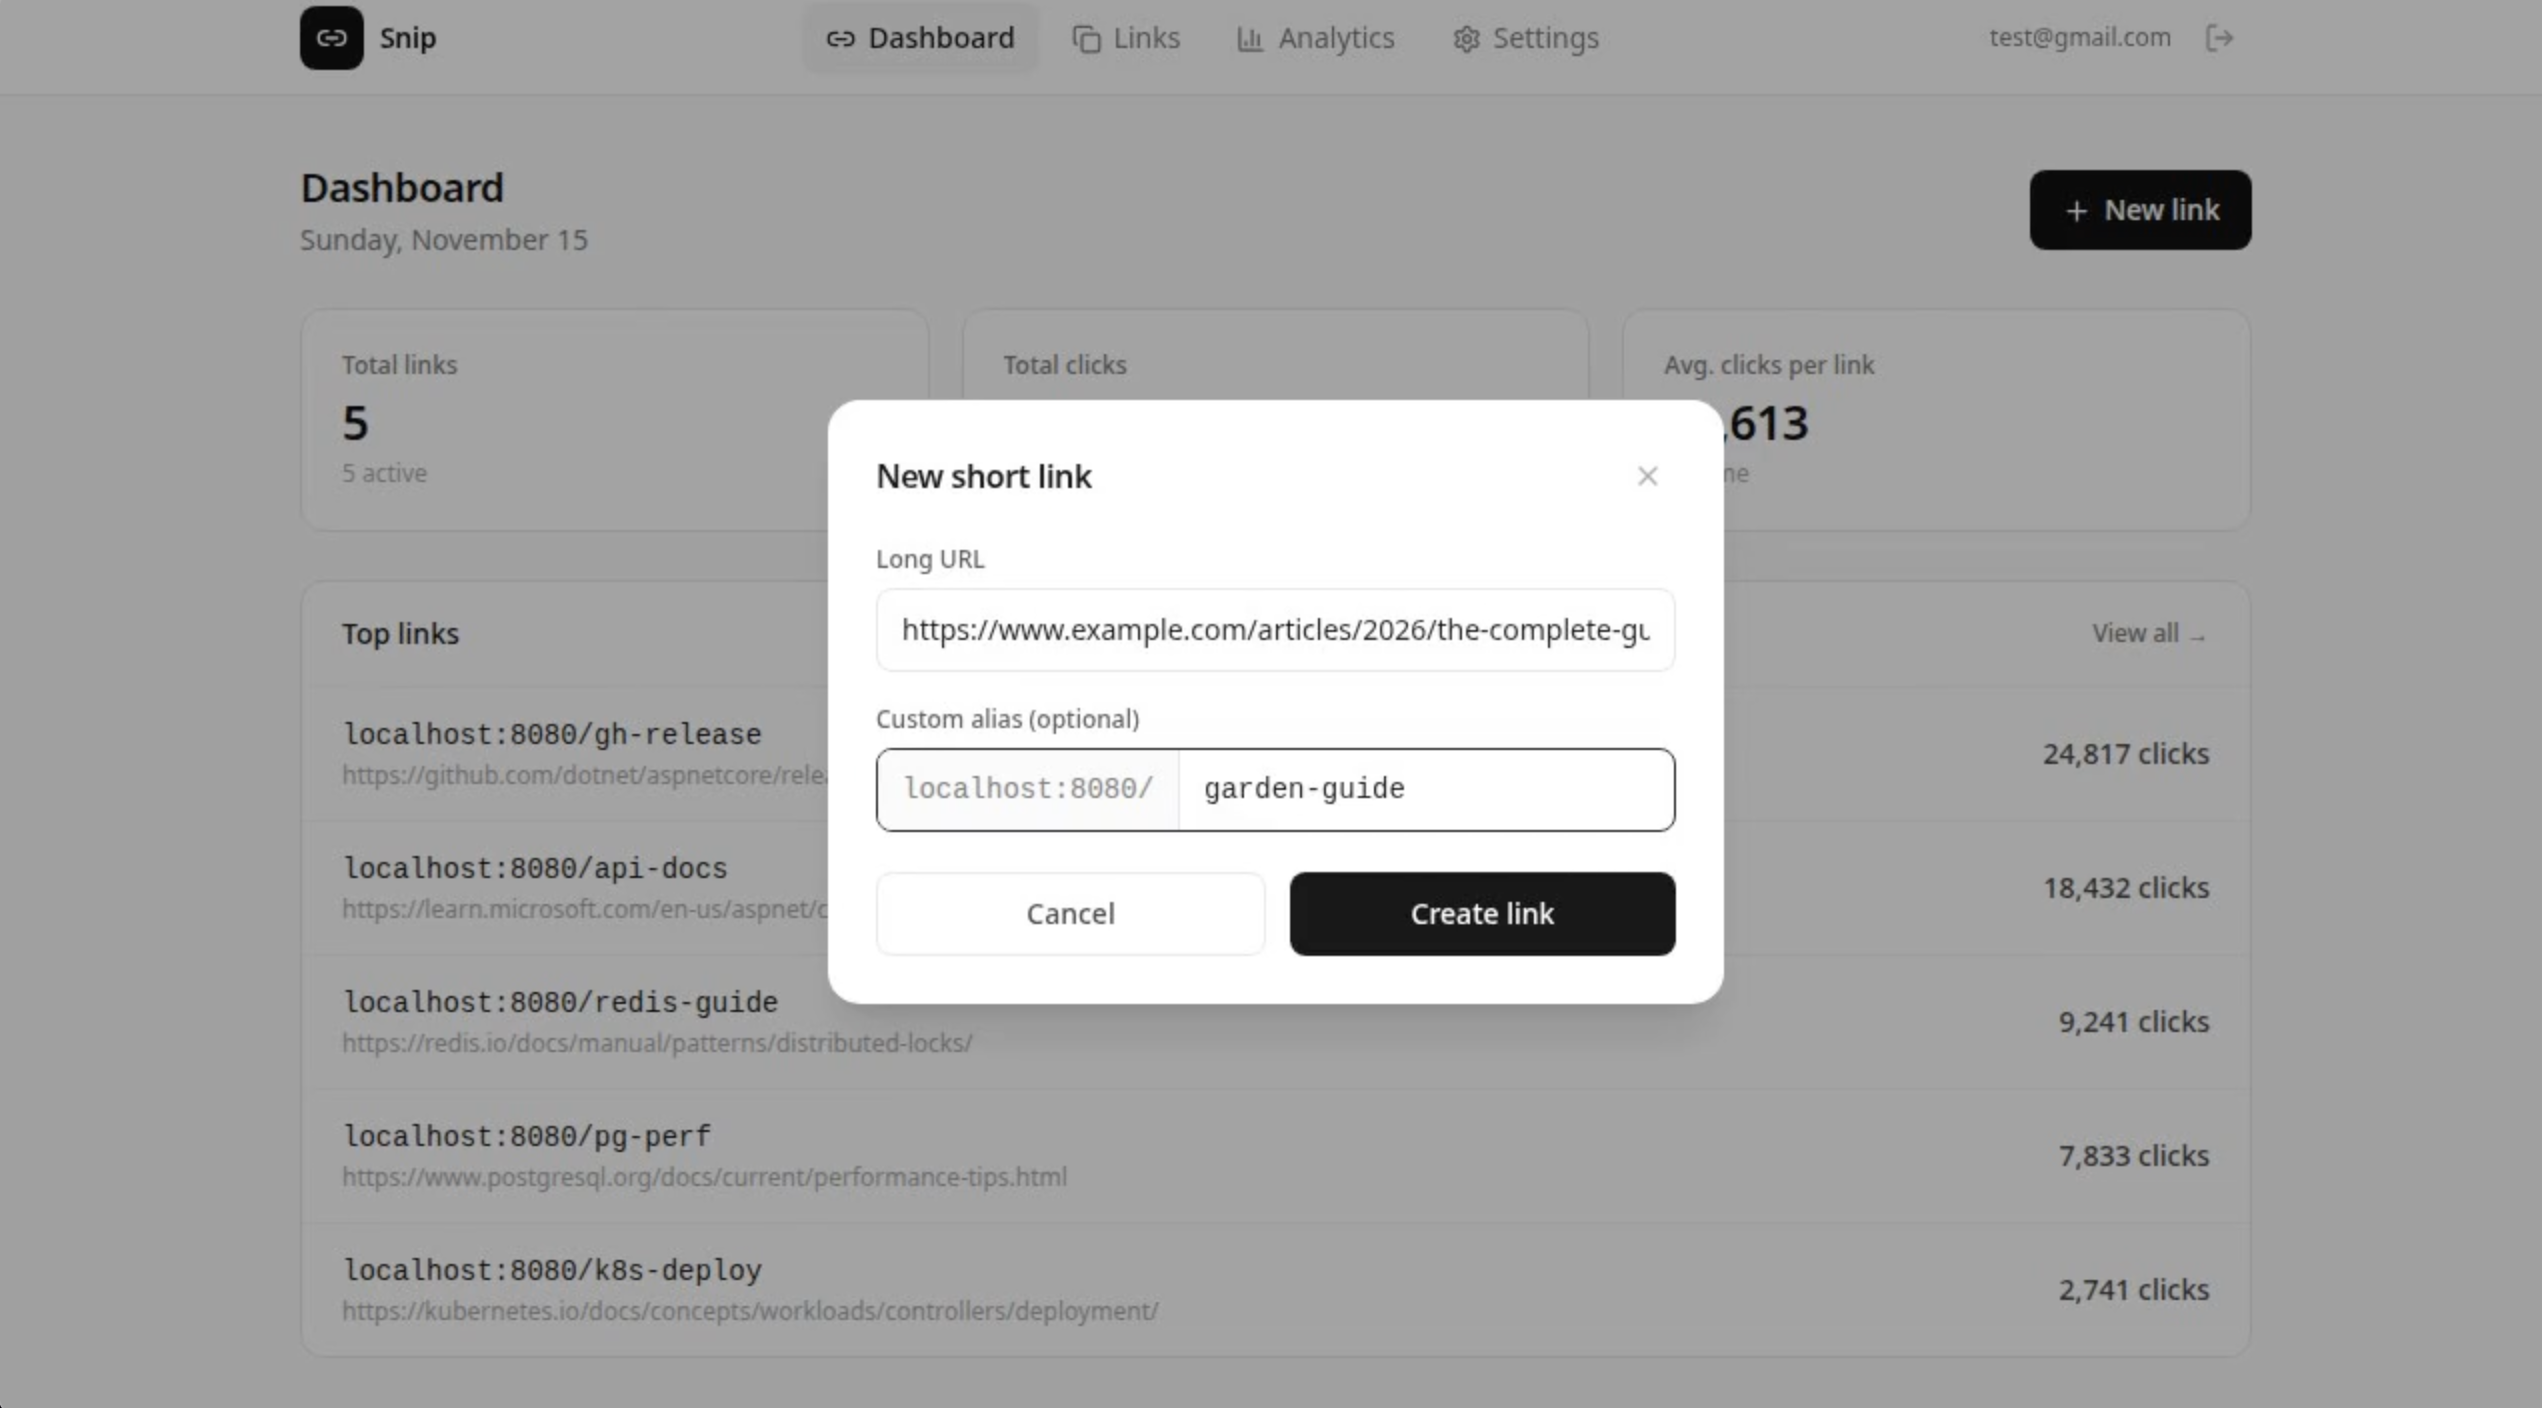 Snip
Dashboard
Links
Analytics
Settings
test@gmail.com
Dashboard
Sunday, November 15
+ New link
Total links
5
5 active
Total clicks
Avg. clicks per link
,613
New short link
Long URL
https://www.example.com/articles/2026/the-complete-gu
Custom alias (optional)
localhost:8080/ garden-guide
Cancel
Create link
Top links
View all →
localhost:8080/gh-release
https://github.com/dotnet/aspnetcore/relea
24,817 clicks
localhost:8080/api-docs
https://learn.microsoft.com/en-us/aspnet/c
18,432 clicks
localhost:8080/redis-guide
https://redis.io/docs/manual/patterns/distributed-locks/
9,241 clicks
localhost:8080/pg-perf
https://www.postgresql.org/docs/current/performance-tips.html
7,833 clicks
localhost:8080/k8s-deploy
https://kubernetes.io/docs/concepts/workloads/controllers/deployment/
2,741 clicks